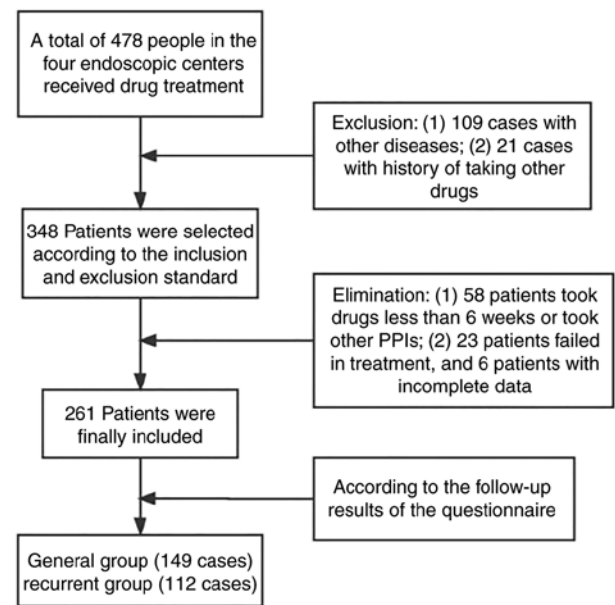 A total of 478 people in the
four endoscopic centers
received drug treatment
Exclusion: (1) 109 cases with
other diseases; (2) 21 cases
with history of taking other
drugs
348 Patients were selected
according to the inclusion
and exclusion standard
Elimination: (1) 58 patients took
drugs less than 6 weeks or took
other PPIs; (2) 23 patients failed
in treatment, and 6 patients with
incomplete data
261 Patients were
finally included
According to the follow-up
results of the questionnaire
General group (149 cases)
recurrent group (112 cases)